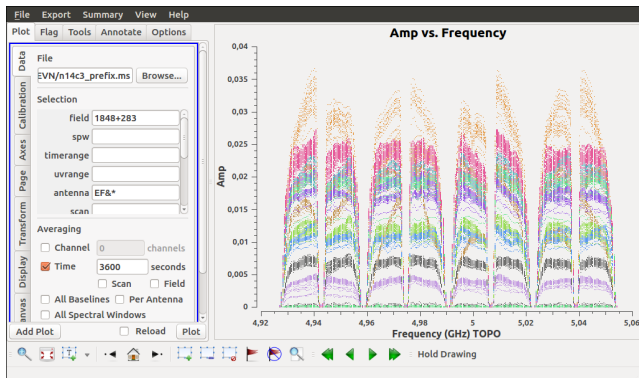 File Export Summary View Help
Plot Flag Tools Annotate Options
Amp vs. Frequency
Data
Calibration
Axes
Page
Transform
Display
anvas
File
EVN/n14c3_prefix.ms Browse...
Selection
field 1848+283
spw
timerange
uvrange
antenna EF&*
scan
Averaging
Channel 0 channels
Time 3600 seconds
Scan Field
All Baselines Per Antenna
All Spectral Windows
Add Plot Reload Plot
Amp
0,04
0,035
0,03
0,025
0,02
0,015
0,01
0,005
0
4,92 4,94 4,96 4,98 5 5,02 5,04 5,06
Frequency (GHz) TOPO
Hold Drawing